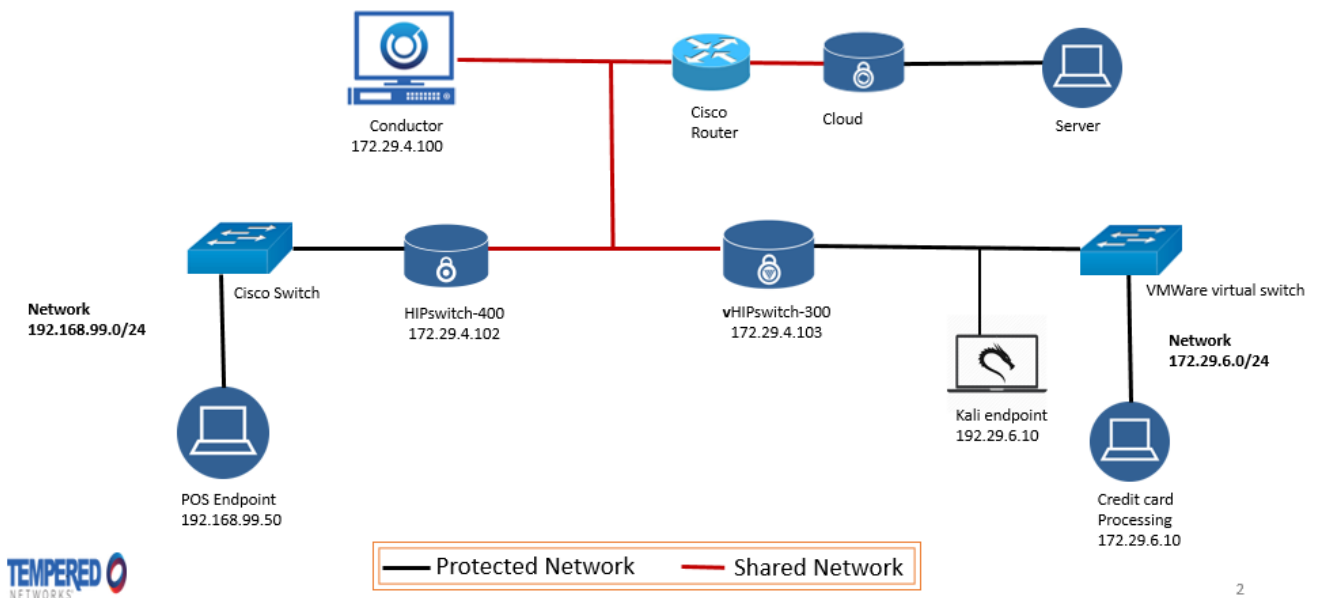 Conductor
172.29.4.100
Cisco
Router
Cloud
Server
Cisco Switch
Network
192.168.99.0/24
HIPswitch-400
172.29.4.102
vHIPswitch-300
172.29.4.103
VMWare virtual switch
Network
172.29.6.0/24
Kali endpoint
192.29.6.10
POS Endpoint
192.168.99.50
Credit card
Processing
172.29.6.10
Protected Network
Shared Network
TEMPERED
NETWORKS
2